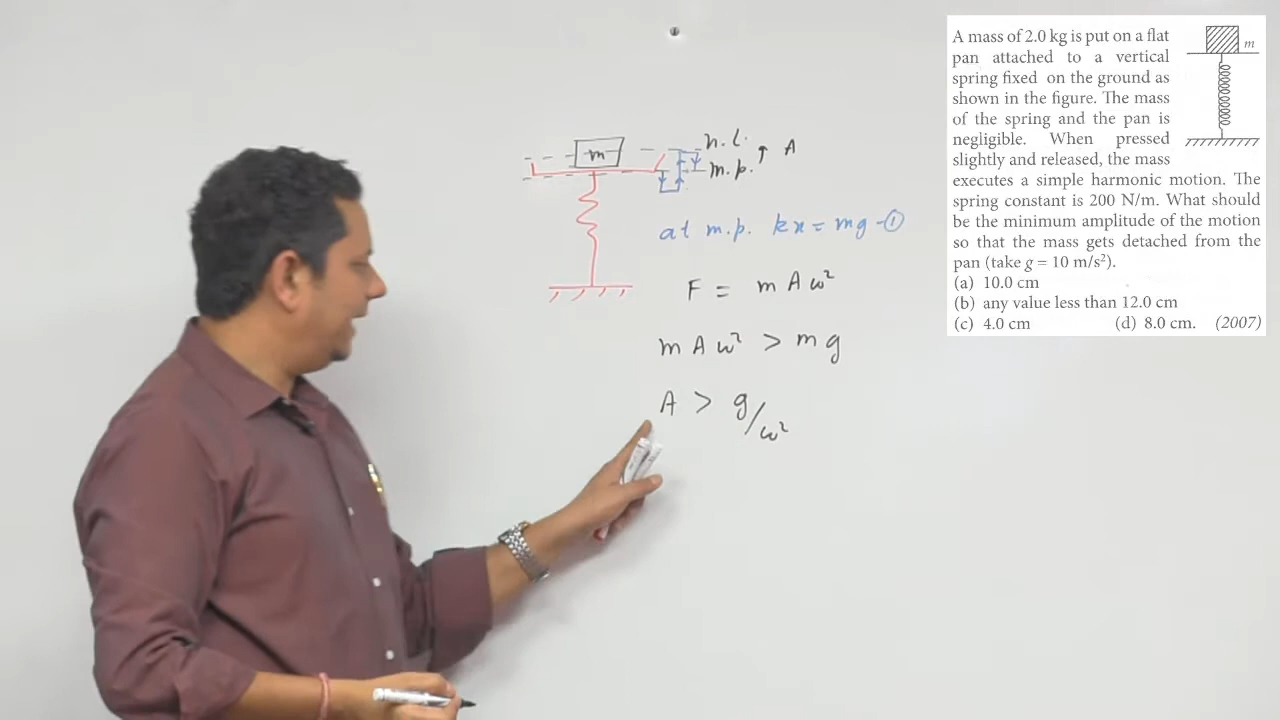 m
n.l.
m.p. ↑ A
at m.p. kx = mg -①
F = mAω²
mAω² > mg
A > g/ω²
A mass of 2.0 kg is put on a flat
pan attached to a vertical
spring fixed on the ground as
shown in the figure. The mass
of the spring and the pan is
negligible. When pressed
slightly and released, the mass
executes a simple harmonic motion. The
spring constant is 200 N/m. What should
be the minimum amplitude of the motion
so that the mass gets detached from the
pan (take g = 10 m/s²).
(a) 10.0 cm
(b) any value less than 12.0 cm
(c) 4.0 cm (d) 8.0 cm. (2007)
m